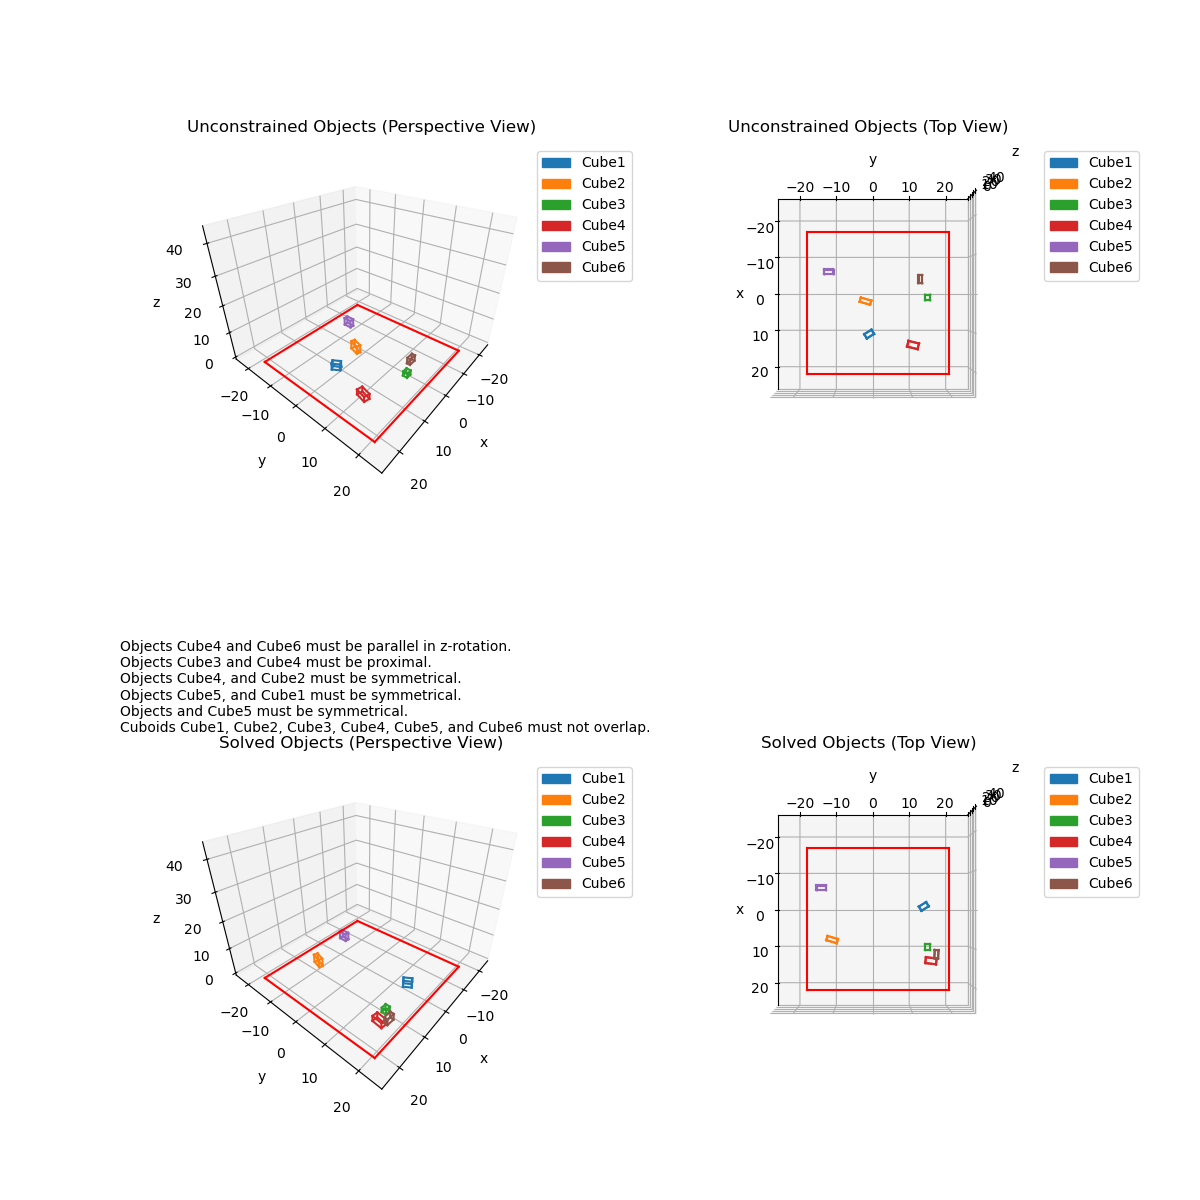 Unconstrained Objects (Perspective View)
Unconstrained Objects (Top View)
Cube1
Cube2
Cube3
Cube4
Cube5
Cube6
z
40
30
20
10
0
−20
−10
0
10
20
y
−20
−10
0
10
20
x
y
z
−20 −10 0 10 20
−20
−10
0
10
20
x
Cube1
Cube2
Cube3
Cube4
Cube5
Cube6
Objects Cube4 and Cube6 must be parallel in z-rotation.
Objects Cube3 and Cube4 must be proximal.
Objects Cube4, and Cube2 must be symmetrical.
Objects Cube5, and Cube1 must be symmetrical.
Objects and Cube5 must be symmetrical.
Cuboids Cube1, Cube2, Cube3, Cube4, Cube5, and Cube6 must not overlap.
Solved Objects (Perspective View)
Solved Objects (Top View)
Cube1
Cube2
Cube3
Cube4
Cube5
Cube6
z
40
30
20
10
0
−20
−10
0
10
20
y
−20
−10
0
10
20
x
y
z
−20 −10 0 10 20
−20
−10
0
10
20
x
Cube1
Cube2
Cube3
Cube4
Cube5
Cube6